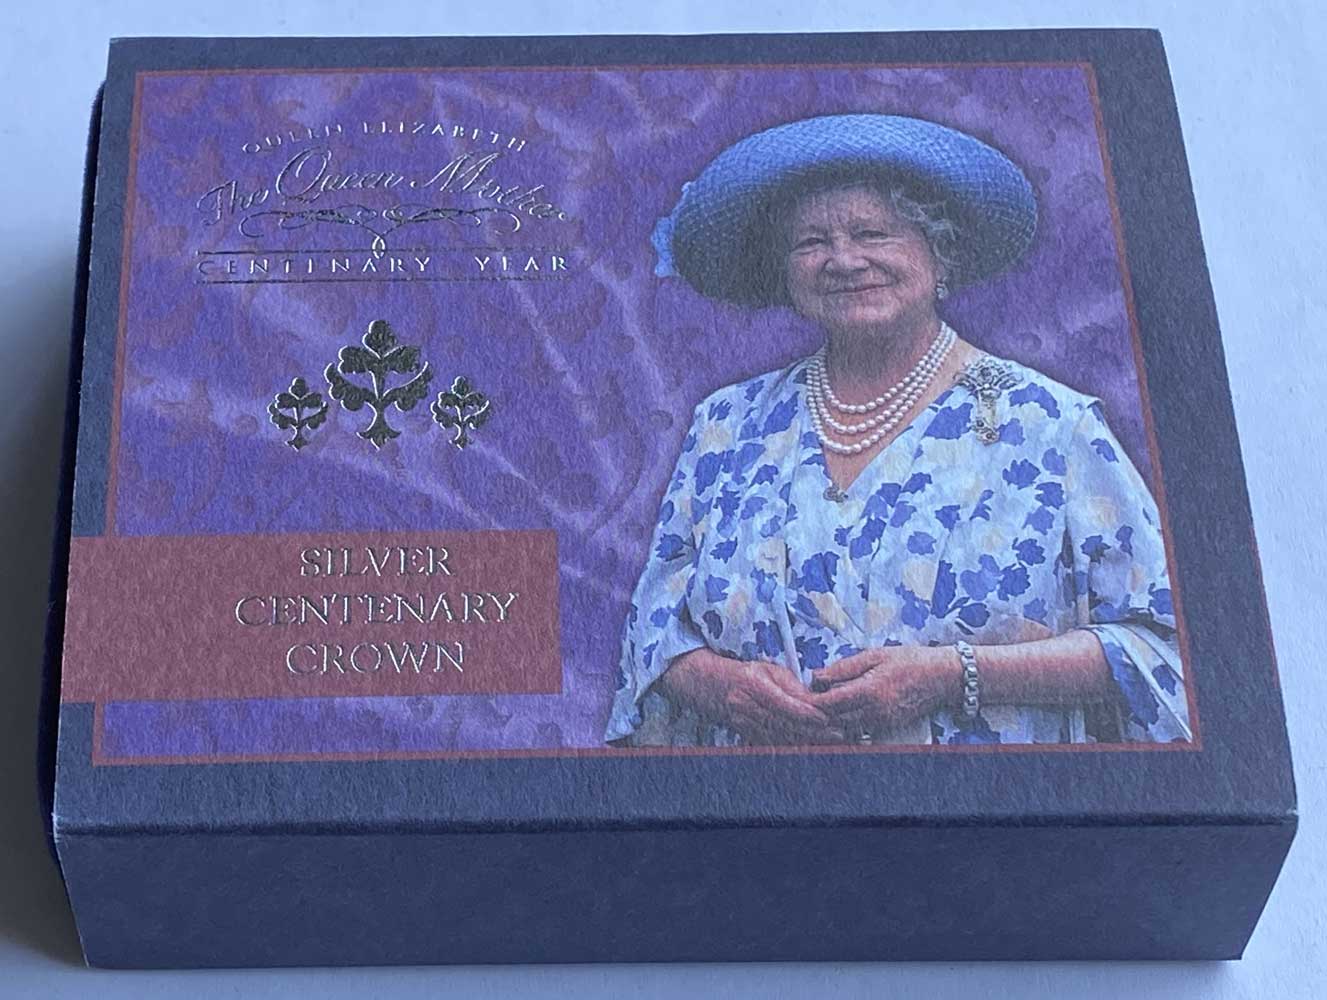 QUEEN ELIZABETH
The Queen Mother
CENTENARY YEAR
SILVER
CENTENARY
CROWN